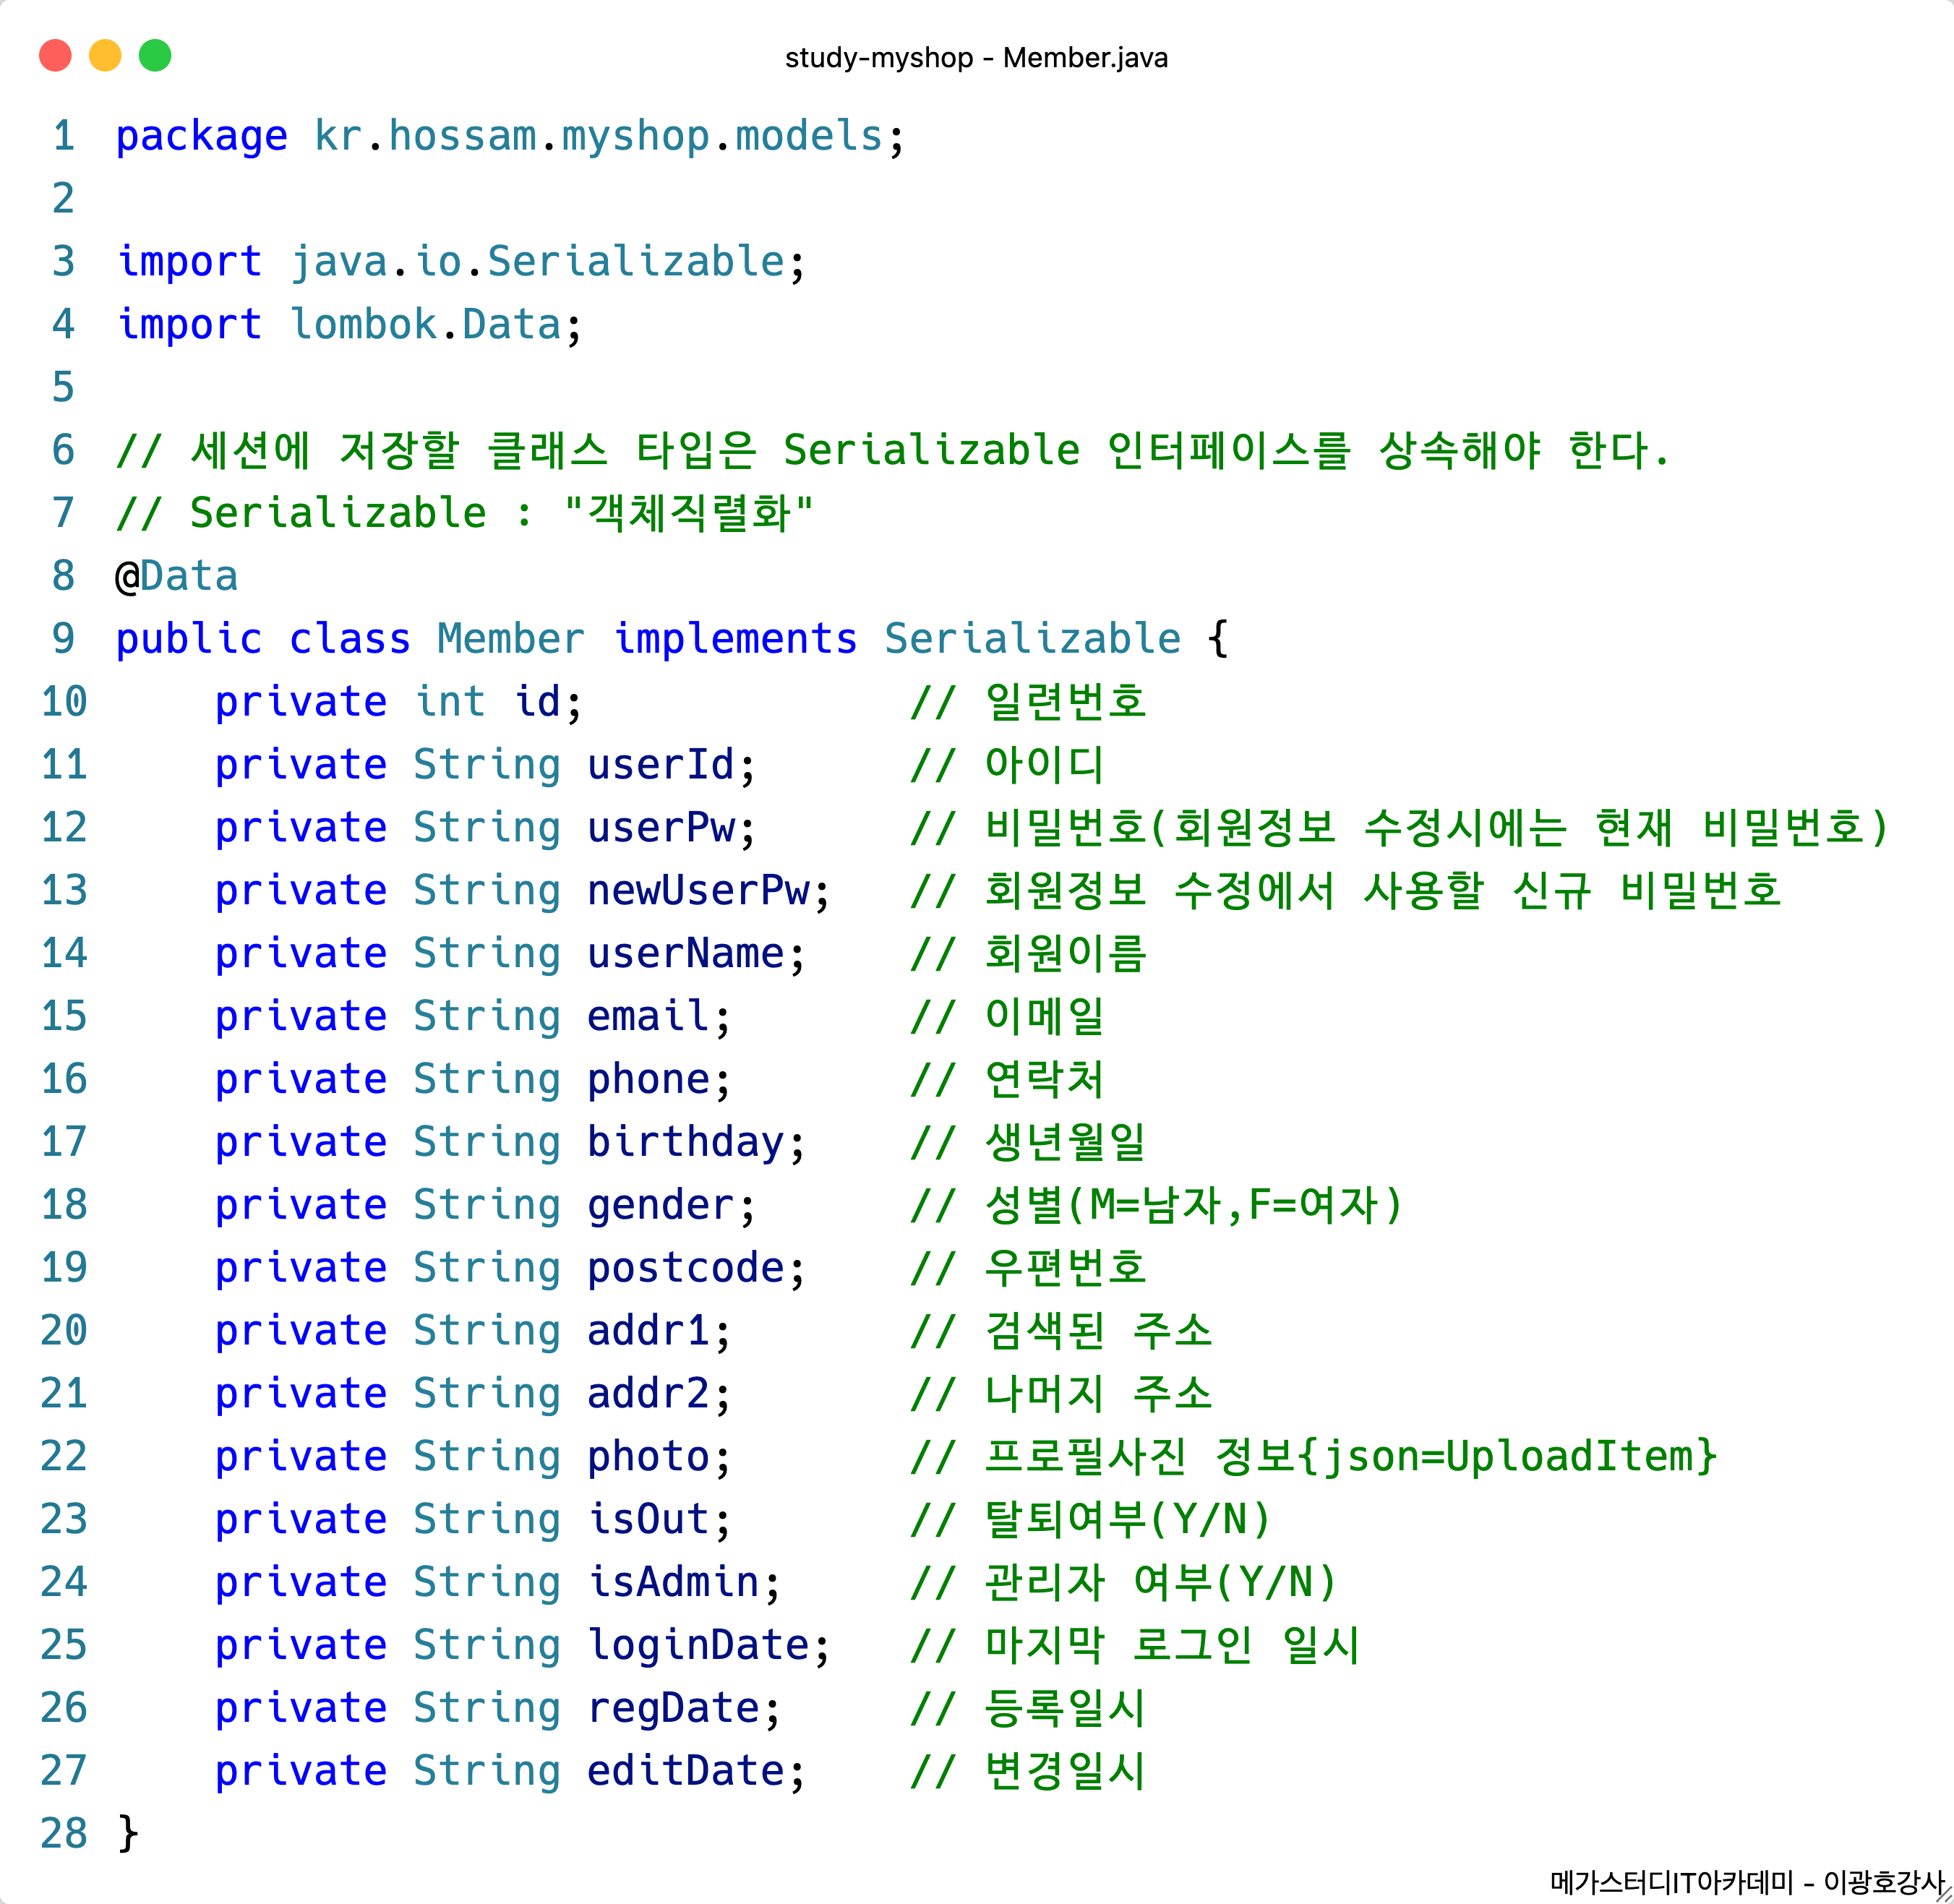 study-myshop - Member.java
1 package kr.hossam.myshop.models;
2
3 import java.io.Serializable;
4 import lombok.Data;
5
6 // 세션에 저장할 클래스 타입은 Serializable 인터페이스를 상속해야 한다.
7 // Serializable : "객체직렬화"
8 @Data
9 public class Member implements Serializable {
10     private int id;             // 일련번호
11     private String userId;      // 아이디
12     private String userPw;      // 비밀번호(회원정보 수정시에는 현재 비밀번호)
13     private String newUserPw;   // 회원정보 수정에서 사용할 신규 비밀번호
14     private String userName;    // 회원이름
15     private String email;       // 이메일
16     private String phone;       // 연락처
17     private String birthday;    // 생년월일
18     private String gender;      // 성별(M=남자,F=여자)
19     private String postcode;    // 우편번호
20     private String addr1;       // 검색된 주소
21     private String addr2;       // 나머지 주소
22     private String photo;       // 프로필사진 정보{json=UploadItem}
23     private String isOut;       // 탈퇴여부(Y/N)
24     private String isAdmin;     // 관리자 여부(Y/N)
25     private String loginDate;   // 마지막 로그인 일시
26     private String regDate;     // 등록일시
27     private String editDate;    // 변경일시
28 }
메가스터디IT아카데미 - 이광호강사